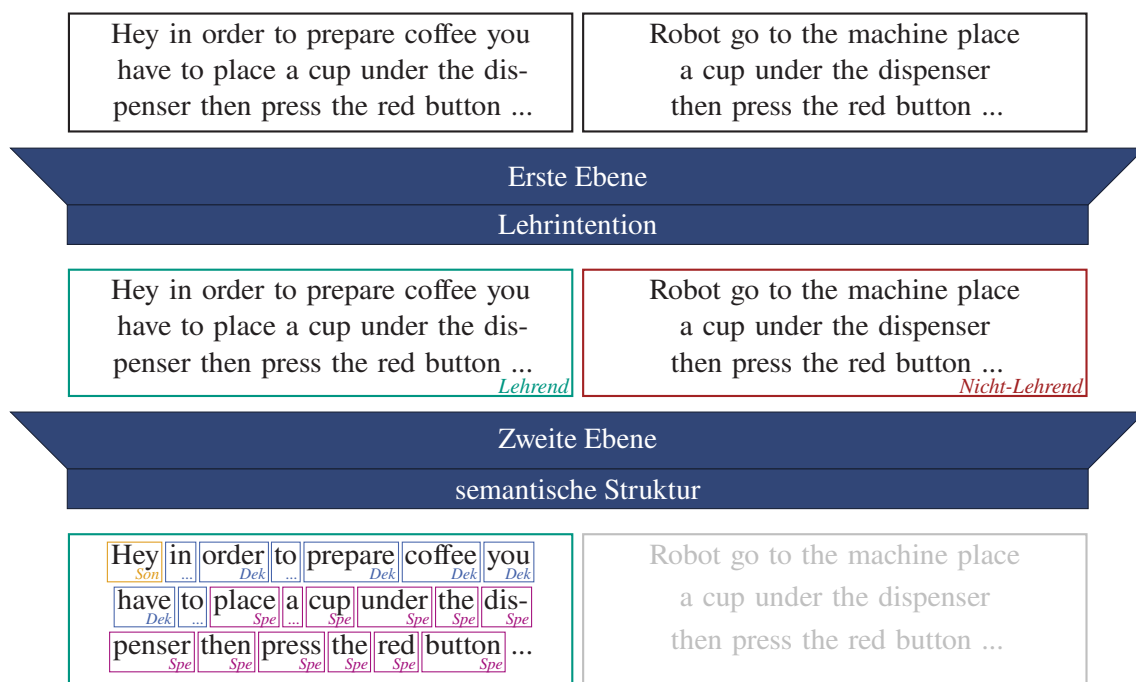 Hey in order to prepare coffee you
have to place a cup under the dis-
penser then press the red button ...
Robot go to the machine place
a cup under the dispenser
then press the red button ...
Erste Ebene
Lehrintention
Hey in order to prepare coffee you
have to place a cup under the dis-
penser then press the red button ...
Lehrend
Robot go to the machine place
a cup under the dispenser
then press the red button ...
Nicht-Lehrend
Zweite Ebene
semantische Struktur
Hey in order to prepare coffee you
Son ... Dek ... Dek Dek Dek
have to place a cup under the dis-
Dek ... Spe ... Spe Spe Spe Spe
penser then press the red button ...
Spe Spe Spe Spe Spe Spe
Robot go to the machine place
a cup under the dispenser
then press the red button ...